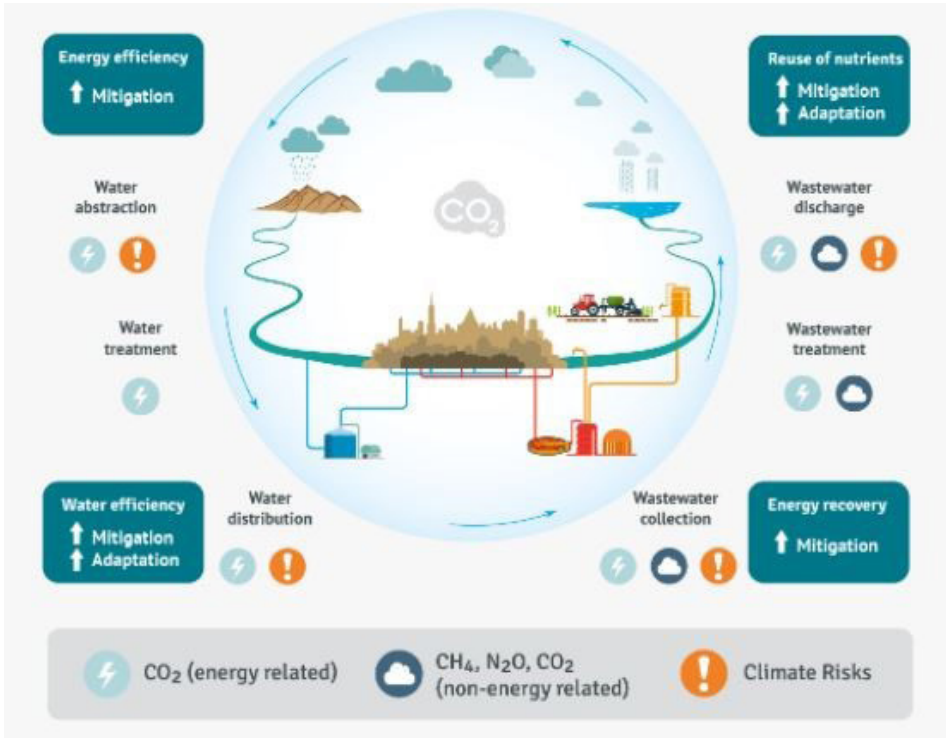 Energy efficiency
Mitigation
Reuse of nutrients
Mitigation
Adaptation
Water
abstraction
CO2
Wastewater
discharge
Water
treatment
Wastewater
treatment
Water efficiency
Mitigation
Adaptation
Water
distribution
Wastewater
collection
Energy recovery
Mitigation
CO₂ (energy related)
CH₄, N₂O, CO₂
(non-energy related)
Climate Risks